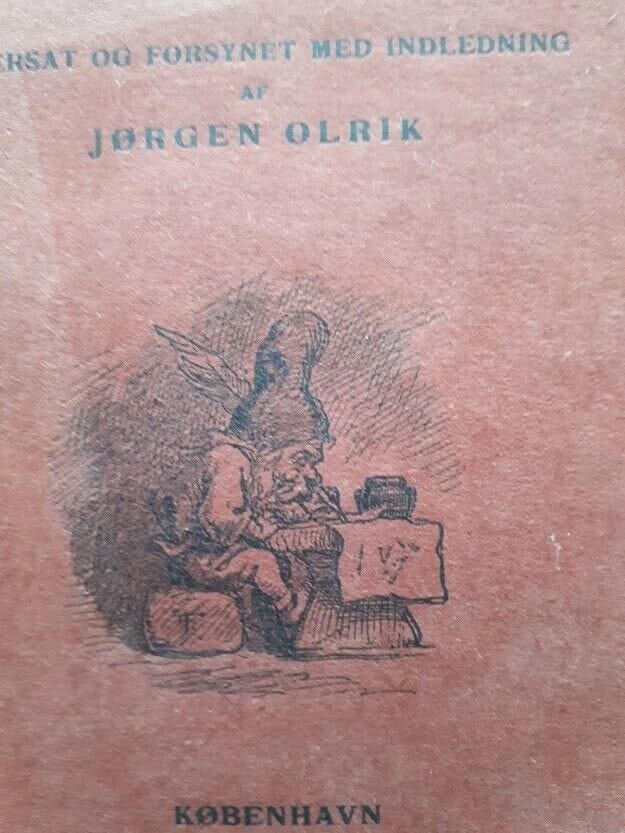 ERSAT OG FORSYNET MED INDLEDNING
AF
JØRGEN OLRIK
KØBENHAVN